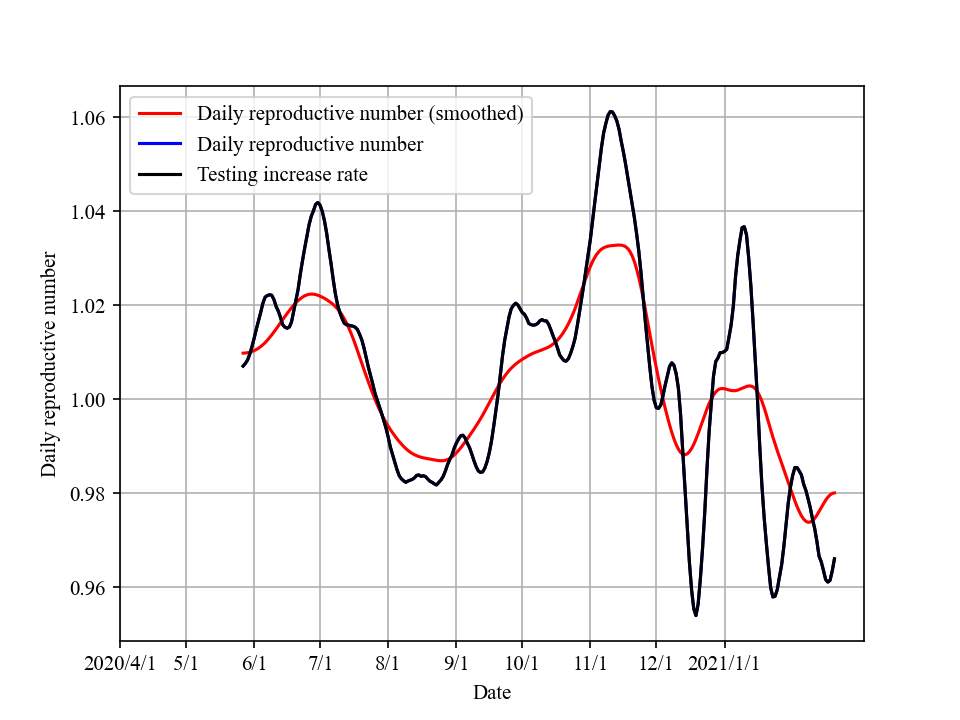 Daily reproductive number (smoothed)
Daily reproductive number
Testing increase rate
1.06
1.04
1.02
1.00
0.98
0.96
Daily reproductive number
2020/4/1 5/1 6/1 7/1 8/1 9/1 10/1 11/1 12/1 2021/1/1
Date